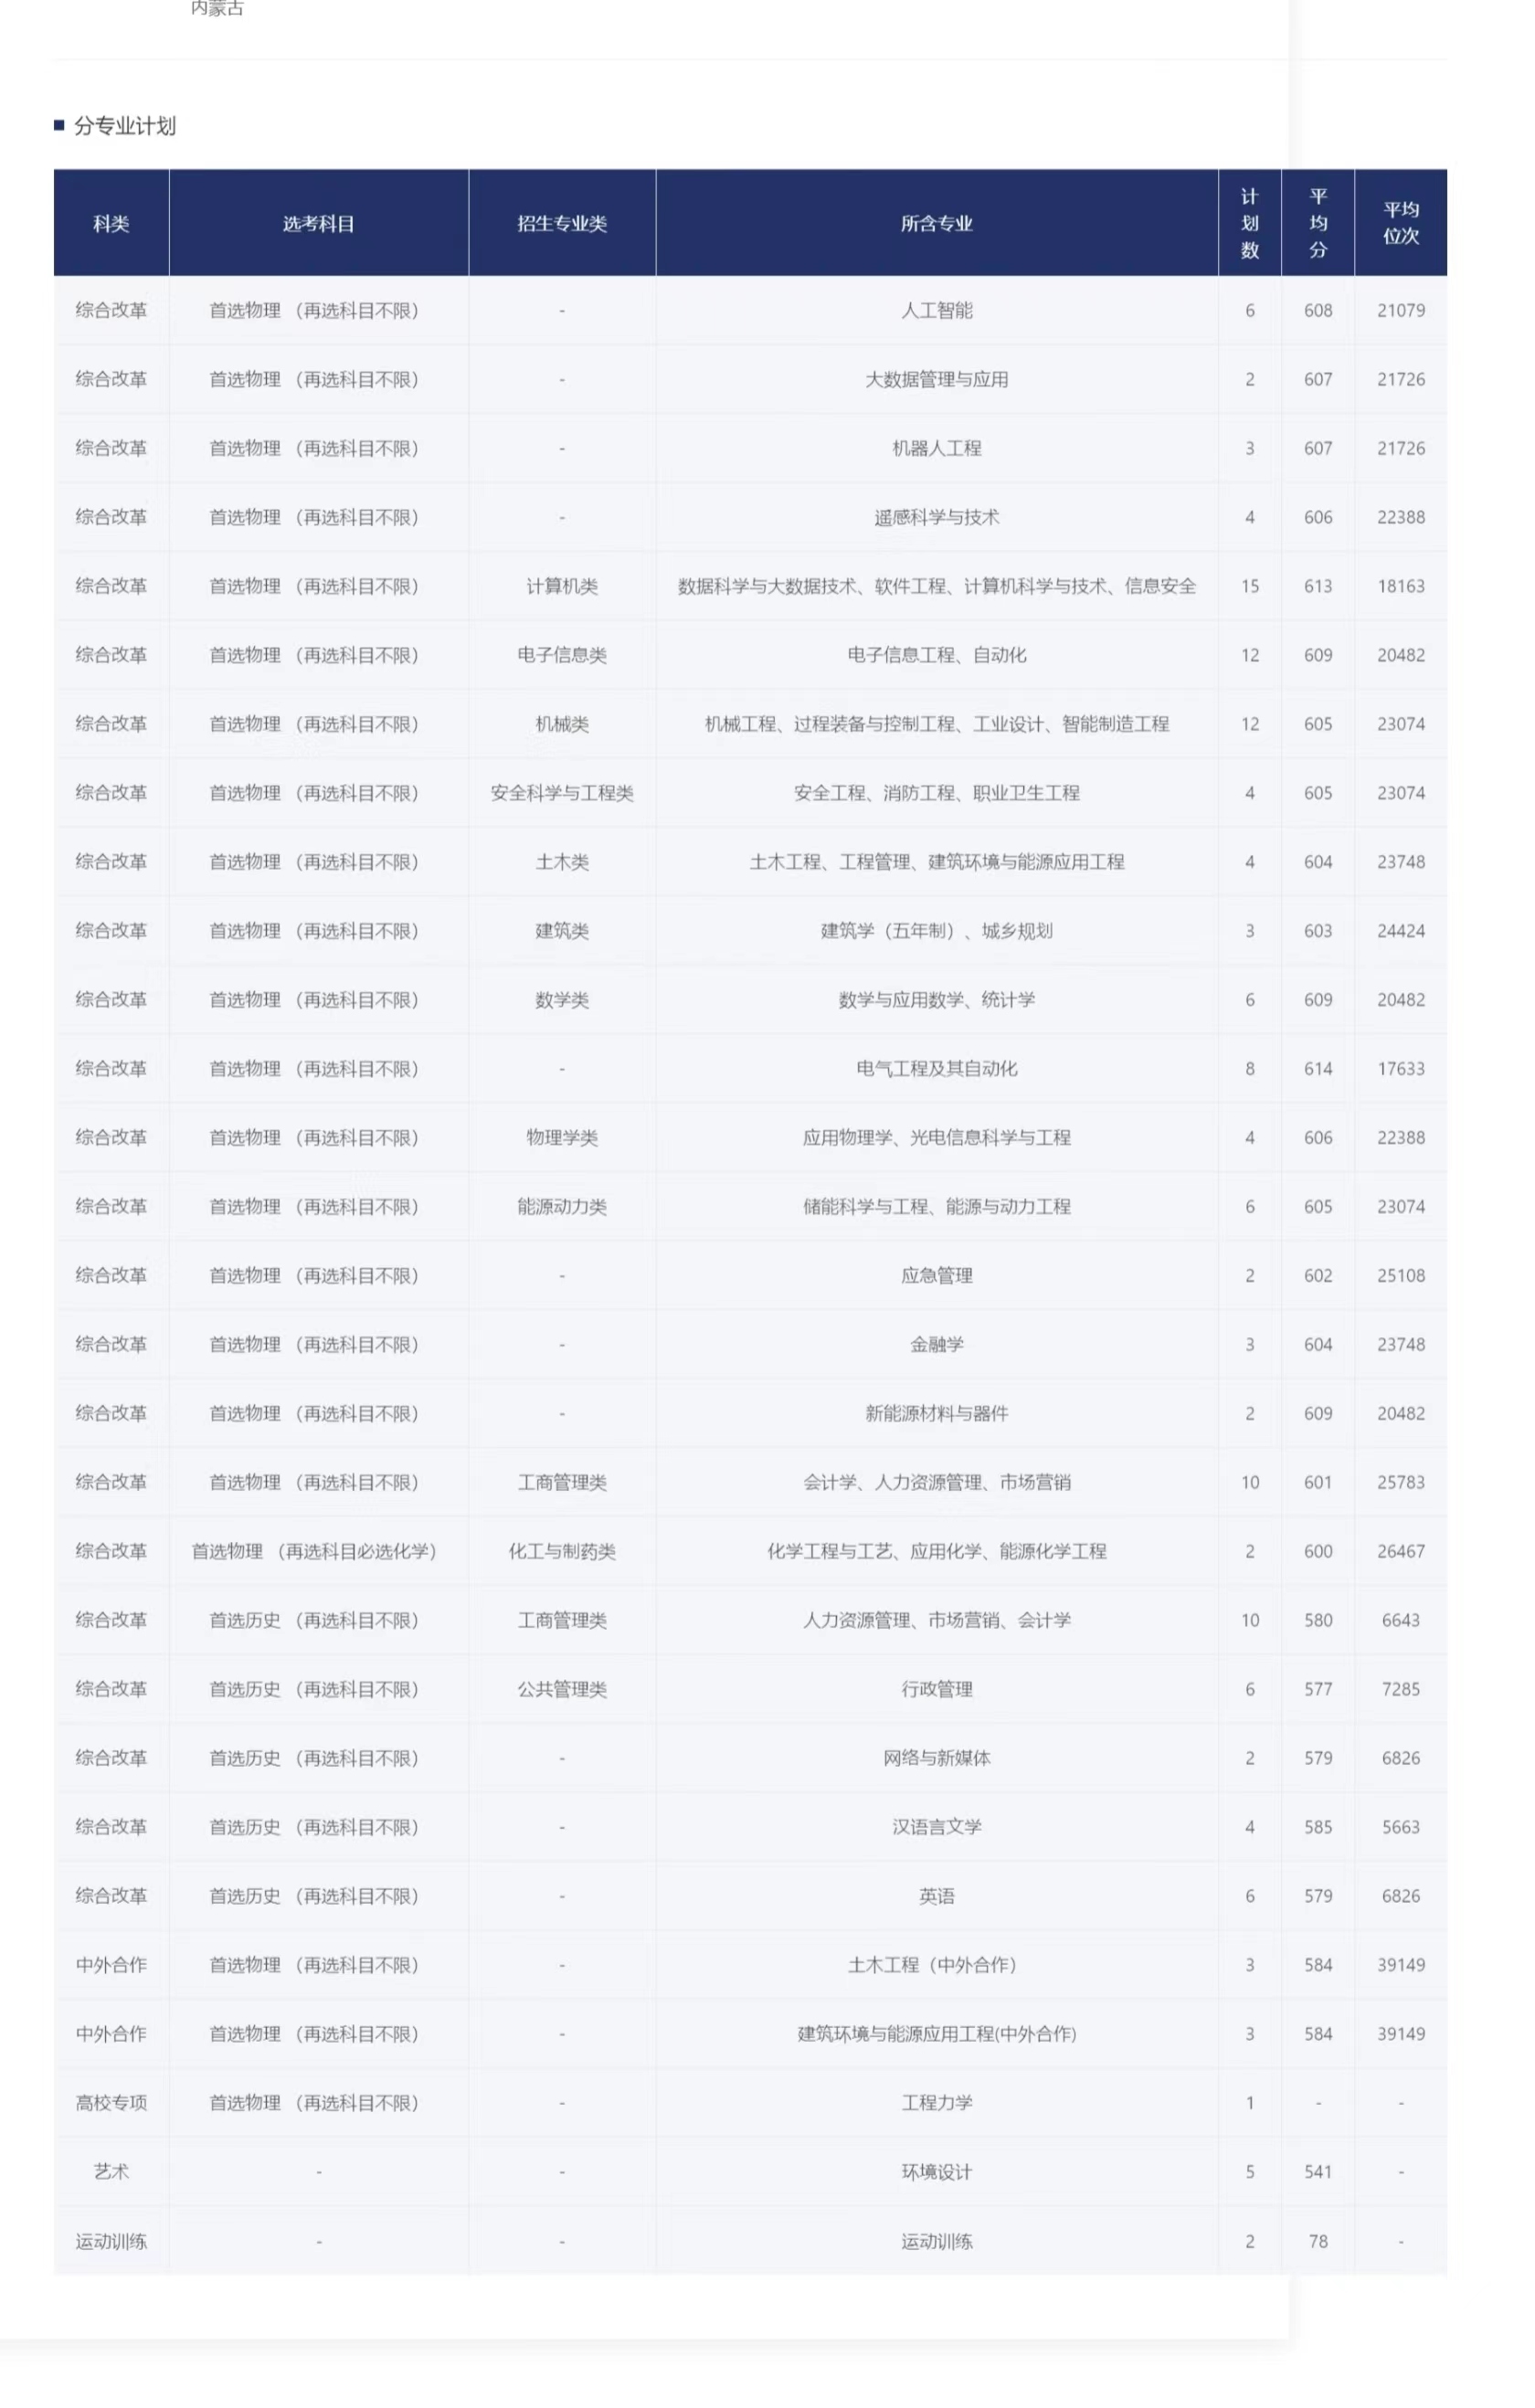 内蒙古
分专业计划
科类 选考科目 招生专业类 所含专业 计划数 平均分 平均位次
综合改革 首选物理 （再选科目不限） - 人工智能 6 608 21079
综合改革 首选物理 （再选科目不限） - 大数据管理与应用 2 607 21726
综合改革 首选物理 （再选科目不限） - 机器人工程 3 607 21726
综合改革 首选物理 （再选科目不限） - 遥感科学与技术 4 606 22388
综合改革 首选物理 （再选科目不限） 计算机类 数据科学与大数据技术、软件工程、计算机科学与技术、信息安全 15 613 18163
综合改革 首选物理 （再选科目不限） 电子信息类 电子信息工程、自动化 12 609 20482
综合改革 首选物理 （再选科目不限） 机械类 机械工程、过程装备与控制工程、工业设计、智能制造工程 12 605 23074
综合改革 首选物理 （再选科目不限） 安全科学与工程类 安全工程、消防工程、职业卫生工程 4 605 23074
综合改革 首选物理 （再选科目不限） 土木类 土木工程、工程管理、建筑环境与能源应用工程 4 604 23748
综合改革 首选物理 （再选科目不限） 建筑类 建筑学（五年制）、城乡规划 3 603 24424
综合改革 首选物理 （再选科目不限） 数学类 数学与应用数学、统计学 6 609 20482
综合改革 首选物理 （再选科目不限） - 电气工程及其自动化 8 614 17633
综合改革 首选物理 （再选科目不限） 物理学类 应用物理学、光电信息科学与工程 4 606 22388
综合改革 首选物理 （再选科目不限） 能源动力类 储能科学与工程、能源与动力工程 6 605 23074
综合改革 首选物理 （再选科目不限） - 应急管理 2 602 25108
综合改革 首选物理 （再选科目不限） - 金融学 3 604 23748
综合改革 首选物理 （再选科目不限） - 新能源材料与器件 2 609 20482
综合改革 首选物理 （再选科目不限） 工商管理类 会计学、人力资源管理、市场营销 10 601 25783
综合改革 首选物理 （再选科目必选化学） 化工与制药类 化学工程与工艺、应用化学、能源化学工程 2 600 26467
综合改革 首选历史 （再选科目不限） 工商管理类 人力资源管理、市场营销、会计学 10 580 6643
综合改革 首选历史 （再选科目不限） 公共管理类 行政管理 6 577 7285
综合改革 首选历史 （再选科目不限） - 网络与新媒体 2 579 6826
综合改革 首选历史 （再选科目不限） - 汉语言文学 4 585 5663
综合改革 首选历史 （再选科目不限） - 英语 6 579 6826
中外合作 首选物理 （再选科目不限） - 土木工程（中外合作） 3 584 39149
中外合作 首选物理 （再选科目不限） - 建筑环境与能源应用工程(中外合作) 3 584 39149
高校专项 首选物理 （再选科目不限） - 工程力学 1 - -
艺术 - - 环境设计 5 541 -
运动训练 - - 运动训练 2 78 -